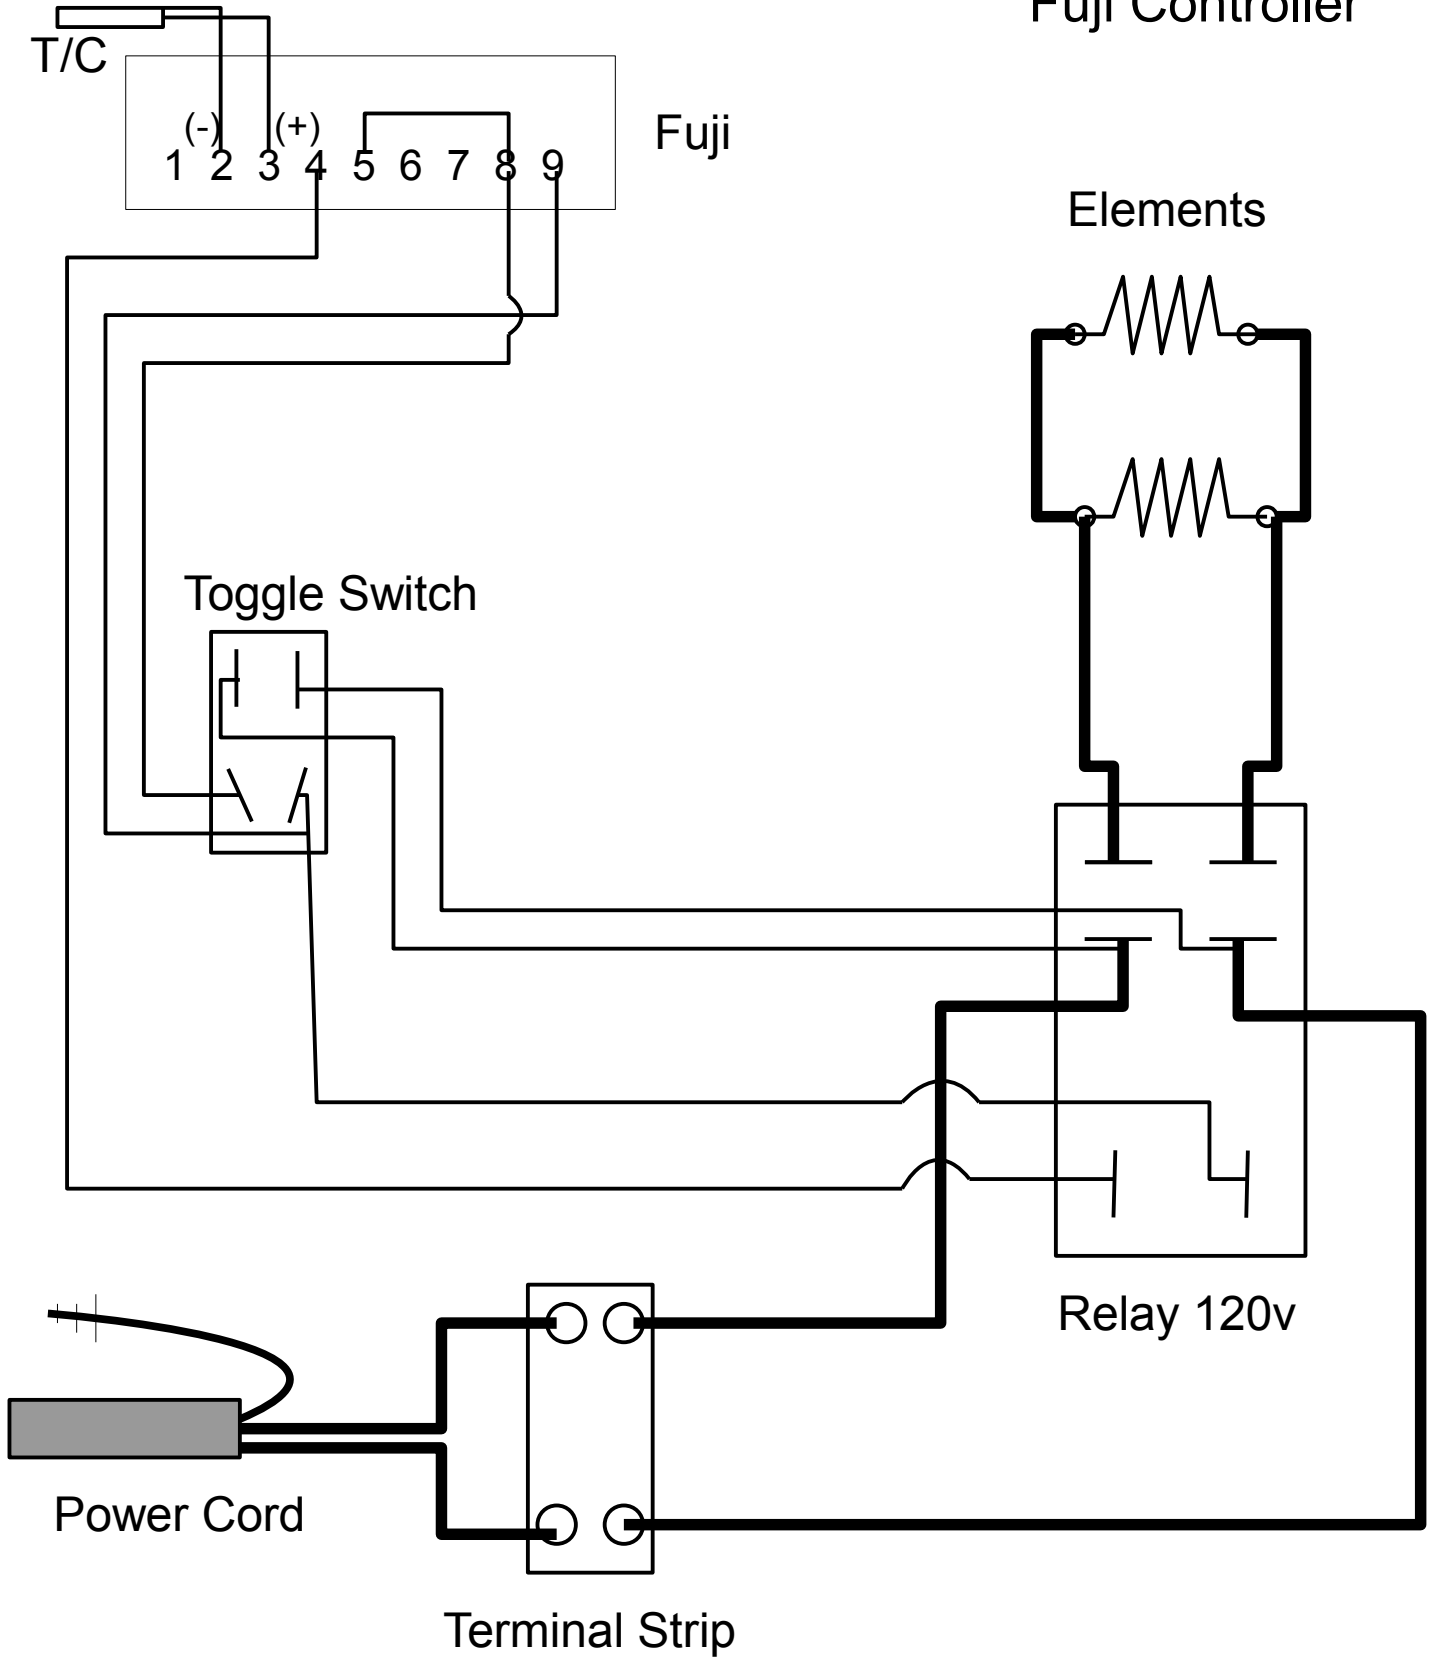 Fuji Controller
T/C
(-) (+)
Fuji
1 2 3 4 5 6 7 8 9
Elements
Toggle Switch
Relay 120v
Power Cord
Terminal Strip